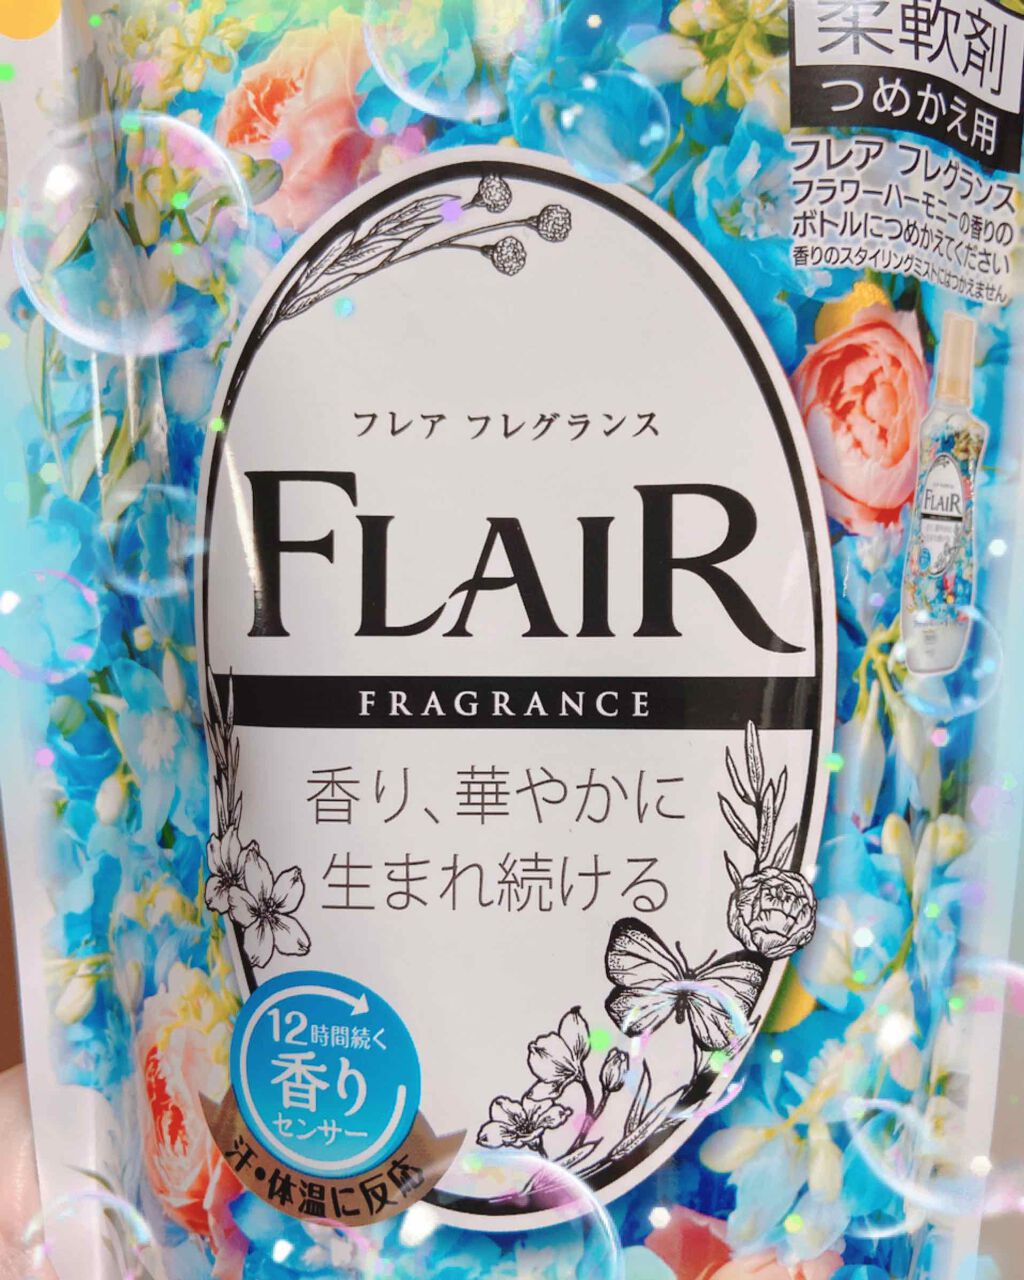 柔軟剤
つめかえ用
フレア フレグランス
フラワーハーモニーの香りの
ボトルにつめかえてください
香りのスタイリングミストにはつかえません
フレア フレグランス
FLAIR
FRAGRANCE
香り、華やかに
生まれ続ける
12時間続く
香り
センサー
汗・体温に反応
FLAIR